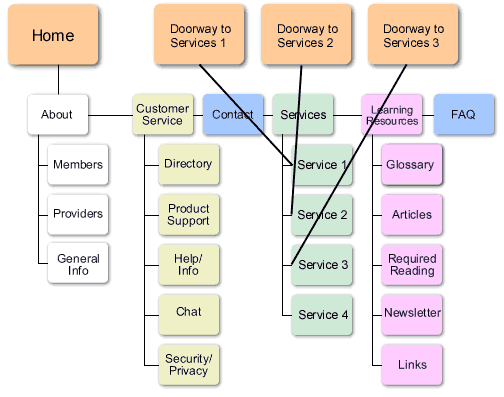 Home
Doorway to
Services 1
Doorway to
Services 2
Doorway to
Services 3
About
Customer
Service
Contact
Services
Learning
Resources
FAQ
Members
Providers
General
Info
Directory
Product
Support
Help/
Info
Chat
Security/
Privacy
Service 1
Service 2
Service 3
Service 4
Glossary
Articles
Required
Reading
Newsletter
Links